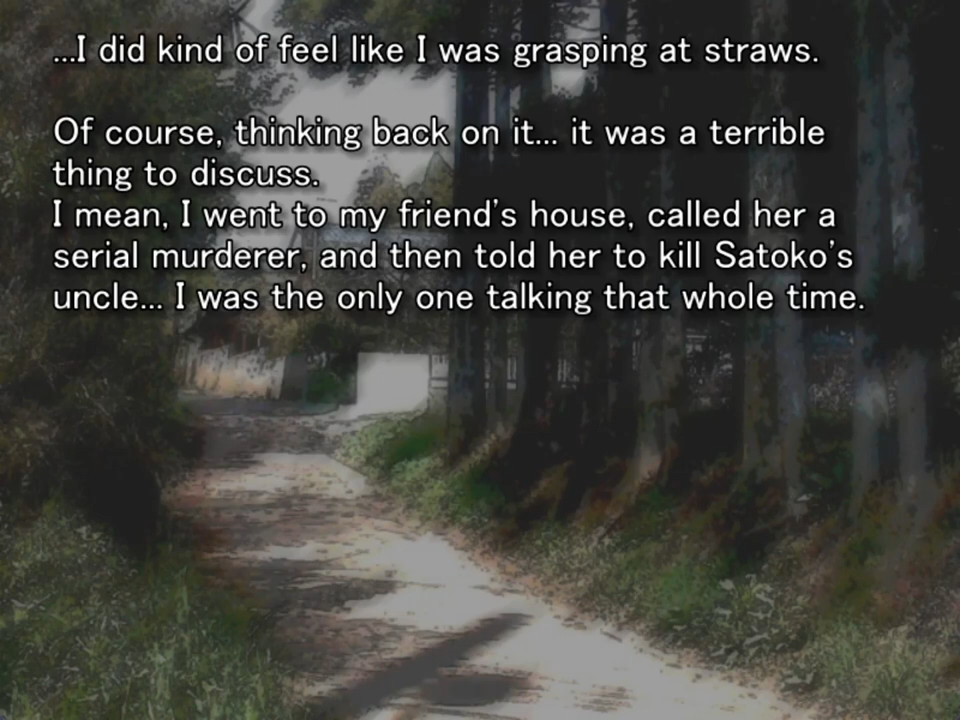 ...I did kind of feel like I was grasping at straws.
Of course, thinking back on it... it was a terrible
thing to discuss.
I mean, I went to my friend's house, called her a
serial murderer, and then told her to kill Satoko's
uncle... I was the only one talking that whole time.